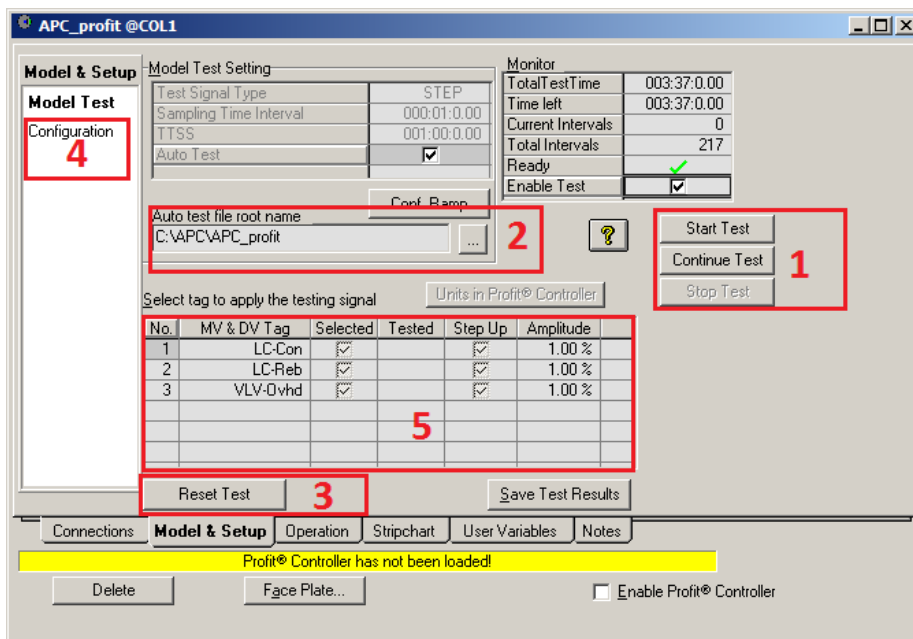 APC_profit @COL1
Model & Setup
Model Test
Configuration
4
Model Test Setting
Test Signal Type STEP
Sampling Time Interval 000:01:0.00
TTSS 001:00:0.00
Auto Test
Conf. Ramp
Auto test file root name
C:\APC\APC_profit ... 2
Monitor
TotalTestTime 003:37:0.00
Time left 003:37:0.00
Current Intervals 0
Total Intervals 217
Ready
Enable Test
?
Start Test
Continue Test
Stop Test
1
Select tag to apply the testing signal
Units in Profit® Controller
No. MV & DV Tag Selected Tested Step Up Amplitude
1 LC-Con 1.00 %
2 LC-Reb 1.00 %
3 VLV-Ovhd 1.00 %
5
Reset Test 3 Save Test Results
Connections Model & Setup Operation Stripchart User Variables Notes
Profit® Controller has not been loaded!
Delete Face Plate... Enable Profit® Controller